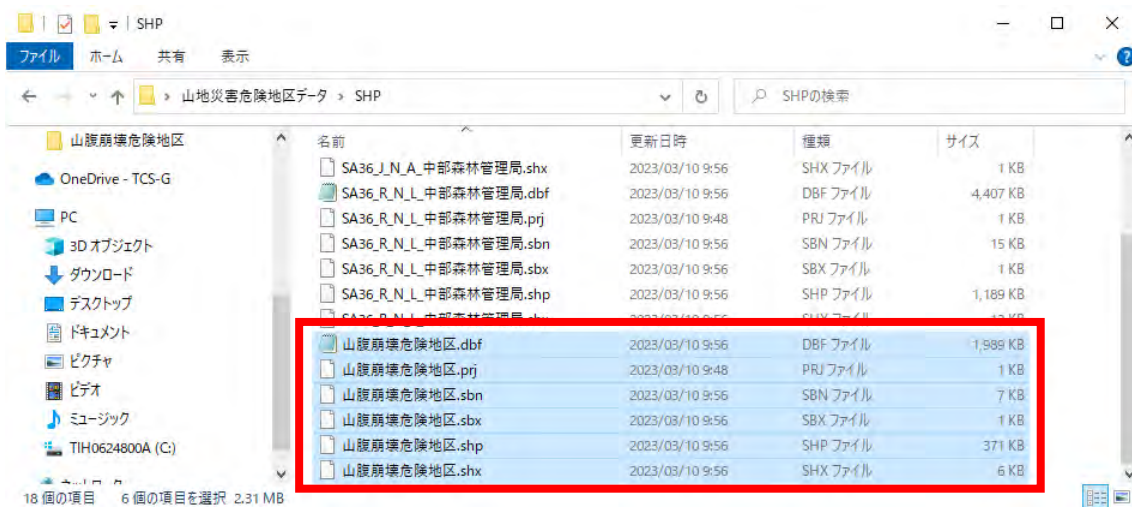 SHP
ファイル ホーム 共有 表示
山地災害危険地区データ › SHP SHPの検索
山腹崩壊危険地区
OneDrive - TCS-G
PC
3D オブジェクト
ダウンロード
デスクトップ
ドキュメント
ピクチャ
ビデオ
ミュージック
TIH0624800A (C:)
名前 更新日時 種類 サイズ
SA36_J_N_A_中部森林管理局.shx 2023/03/10 9:56 SHX ファイル 1 KB
SA36_R_N_L_中部森林管理局.dbf 2023/03/10 9:56 DBF ファイル 4,407 KB
SA36_R_N_L_中部森林管理局.prj 2023/03/10 9:48 PRJ ファイル 1 KB
SA36_R_N_L_中部森林管理局.sbn 2023/03/10 9:56 SBN ファイル 15 KB
SA36_R_N_L_中部森林管理局.sbx 2023/03/10 9:56 SBX ファイル 1 KB
SA36_R_N_L_中部森林管理局.shp 2023/03/10 9:56 SHP ファイル 1,189 KB
山腹崩壊危険地区.dbf 2023/03/10 9:56 DBF ファイル 1,989 KB
山腹崩壊危険地区.prj 2023/03/10 9:48 PRJ ファイル 1 KB
山腹崩壊危険地区.sbn 2023/03/10 9:56 SBN ファイル 7 KB
山腹崩壊危険地区.sbx 2023/03/10 9:56 SBX ファイル 1 KB
山腹崩壊危険地区.shp 2023/03/10 9:56 SHP ファイル 371 KB
山腹崩壊危険地区.shx 2023/03/10 9:56 SHX ファイル 6 KB
18 個の項目 6 個の項目を選択 2.31 MB